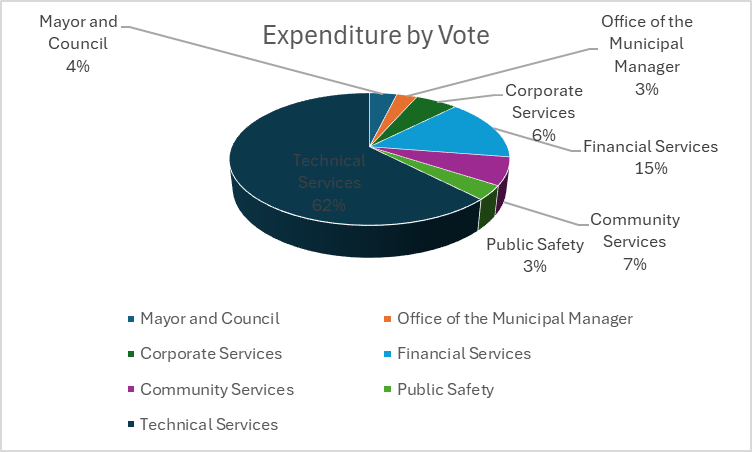 Expenditure by Vote
Mayor and
Council
4%
Office of the
Municipal
Manager
3%
Corporate
Services
6%
Financial Services
15%
Community
Services
7%
Public Safety
3%
Technical
Services
62%
Mayor and Council
Office of the Municipal Manager
Corporate Services
Financial Services
Community Services
Public Safety
Technical Services